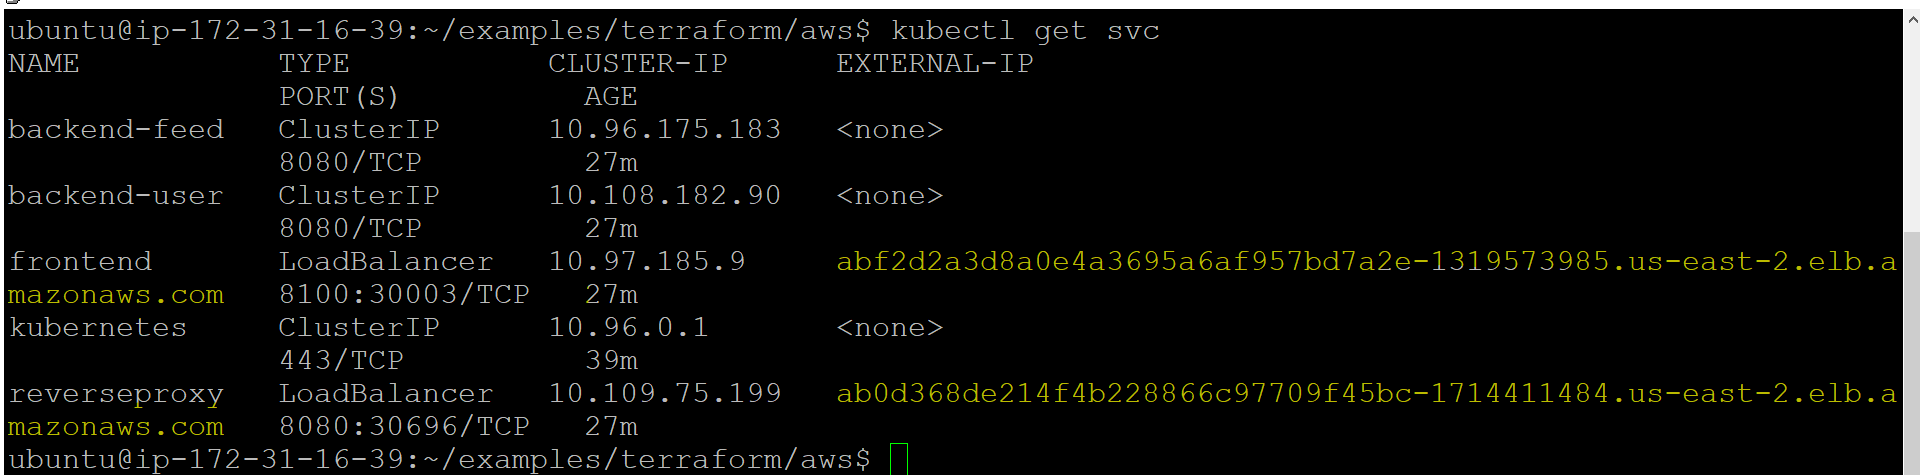 ubuntu@ip-172-31-16-39:~/examples/terraform/aws$ kubectl get svc
NAME           TYPE           CLUSTER-IP      EXTERNAL-IP
               PORT(S)          AGE
backend-feed   ClusterIP      10.96.175.183   <none>
               8080/TCP         27m
backend-user   ClusterIP      10.108.182.90   <none>
               8080/TCP         27m
frontend       LoadBalancer   10.97.185.9     abf2d2a3d8a0e4a3695a6af957bd7a2e-1319573985.us-east-2.elb.a
mazonaws.com   8100:30003/TCP   27m
kubernetes     ClusterIP      10.96.0.1       <none>
               443/TCP          39m
reverseproxy   LoadBalancer   10.109.75.199   ab0d368de214f4b228866c97709f45bc-1714411484.us-east-2.elb.a
mazonaws.com   8080:30696/TCP   27m
ubuntu@ip-172-31-16-39:~/examples/terraform/aws$